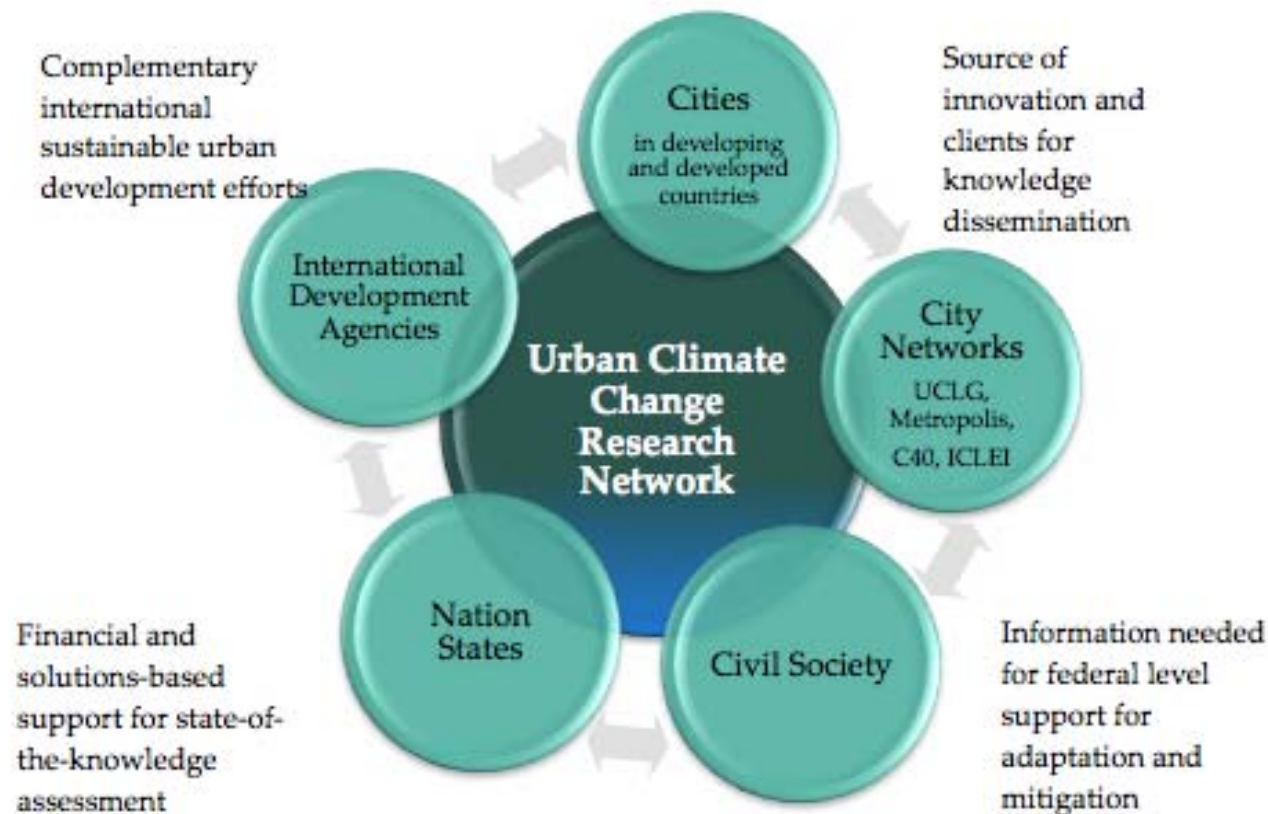 Complementary
international
sustainable urban
development efforts
Cities
in developing
and developed
countries
Source of
innovation and
clients for
knowledge
dissemination
International
Development
Agencies
City
Networks
UCLG,
Metropolis,
C40, ICLEI
Urban Climate
Change
Research
Network
Nation
States
Civil Society
Financial and
solutions-based
support for state-of-
the-knowledge
assessment
Information needed
for federal level
support for
adaptation and
mitigation